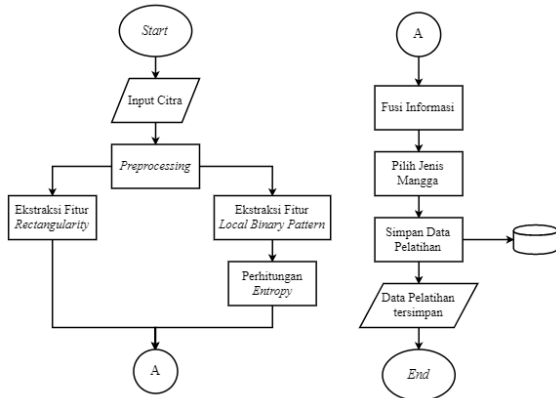 Start
Input Citra
Preprocessing
Ekstraksi Fitur
Rectangularity
Ekstraksi Fitur
Local Binary Pattern
Perhitungan
Entropy
A
A
Fusi Informasi
Pilih Jenis
Mangga
Simpan Data
Pelatihan
Data Pelatihan
tersimpan
End